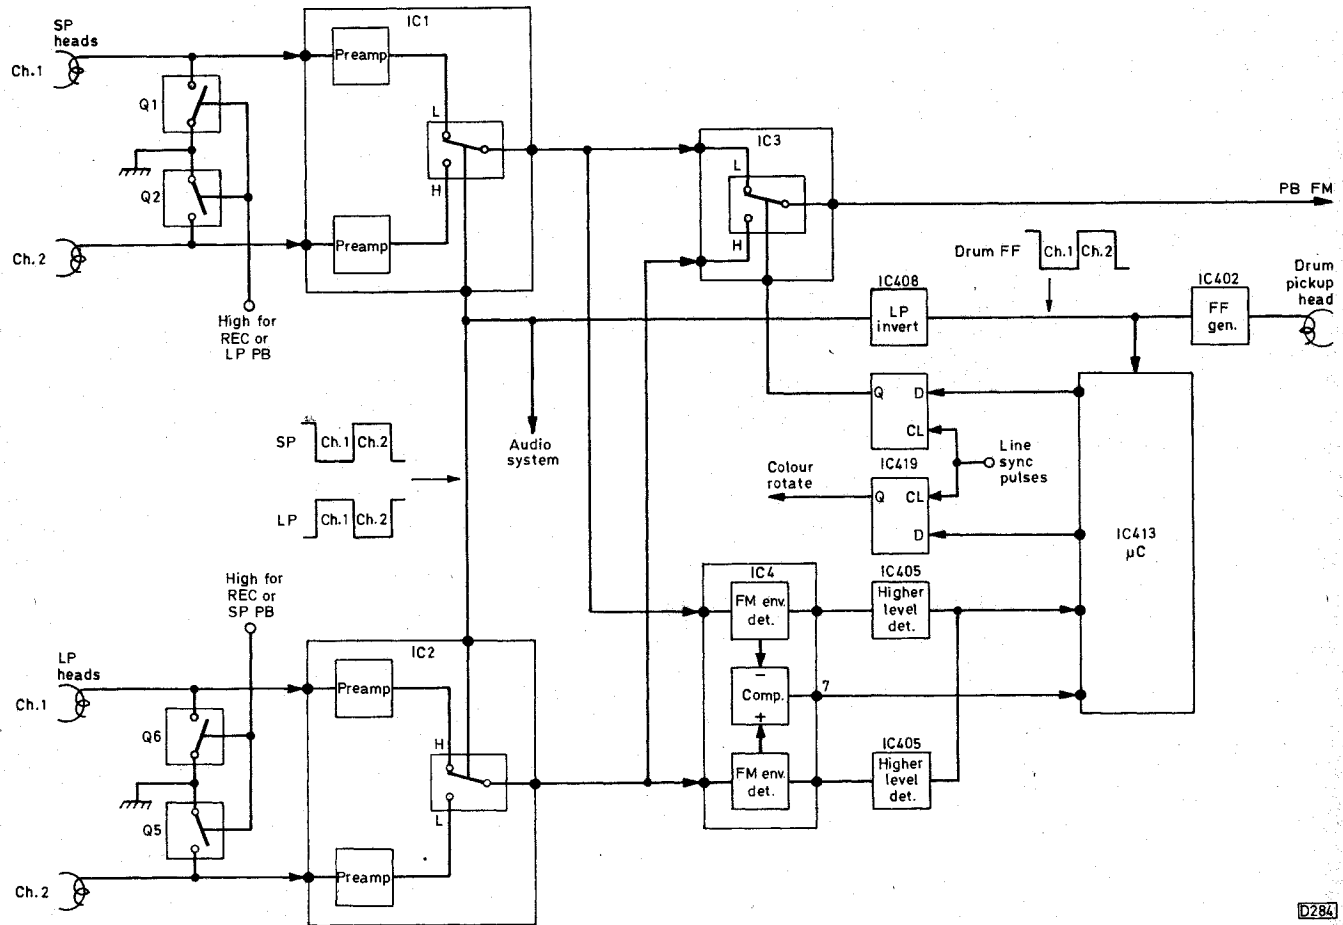 SP
heads
Ch.1
Q1
Q2
Ch.2
High for
REC or
LP PB
IC1
Preamp
L
H
Preamp
IC3
L
H
PB FM
Drum FF
Ch.1
Ch.2
IC408
LP
invert
IC402
FF
gen.
Drum
pickup
head
Audio
system
SP
Ch.1
Ch.2
LP
Ch.1
Ch.2
Q
D
CL
IC419
Line
sync
pulses
Colour
rotate
Q
CL
D
IC413
µC
High for
REC or
SP PB
LP
heads
Ch.1
Q6
Q5
Ch.2
IC2
Preamp
H
L
Preamp
IC4
FM env.
det.
−
Comp.
+
7
FM env.
det.
IC405
Higher
level
det.
IC405
Higher
level
det.
D284